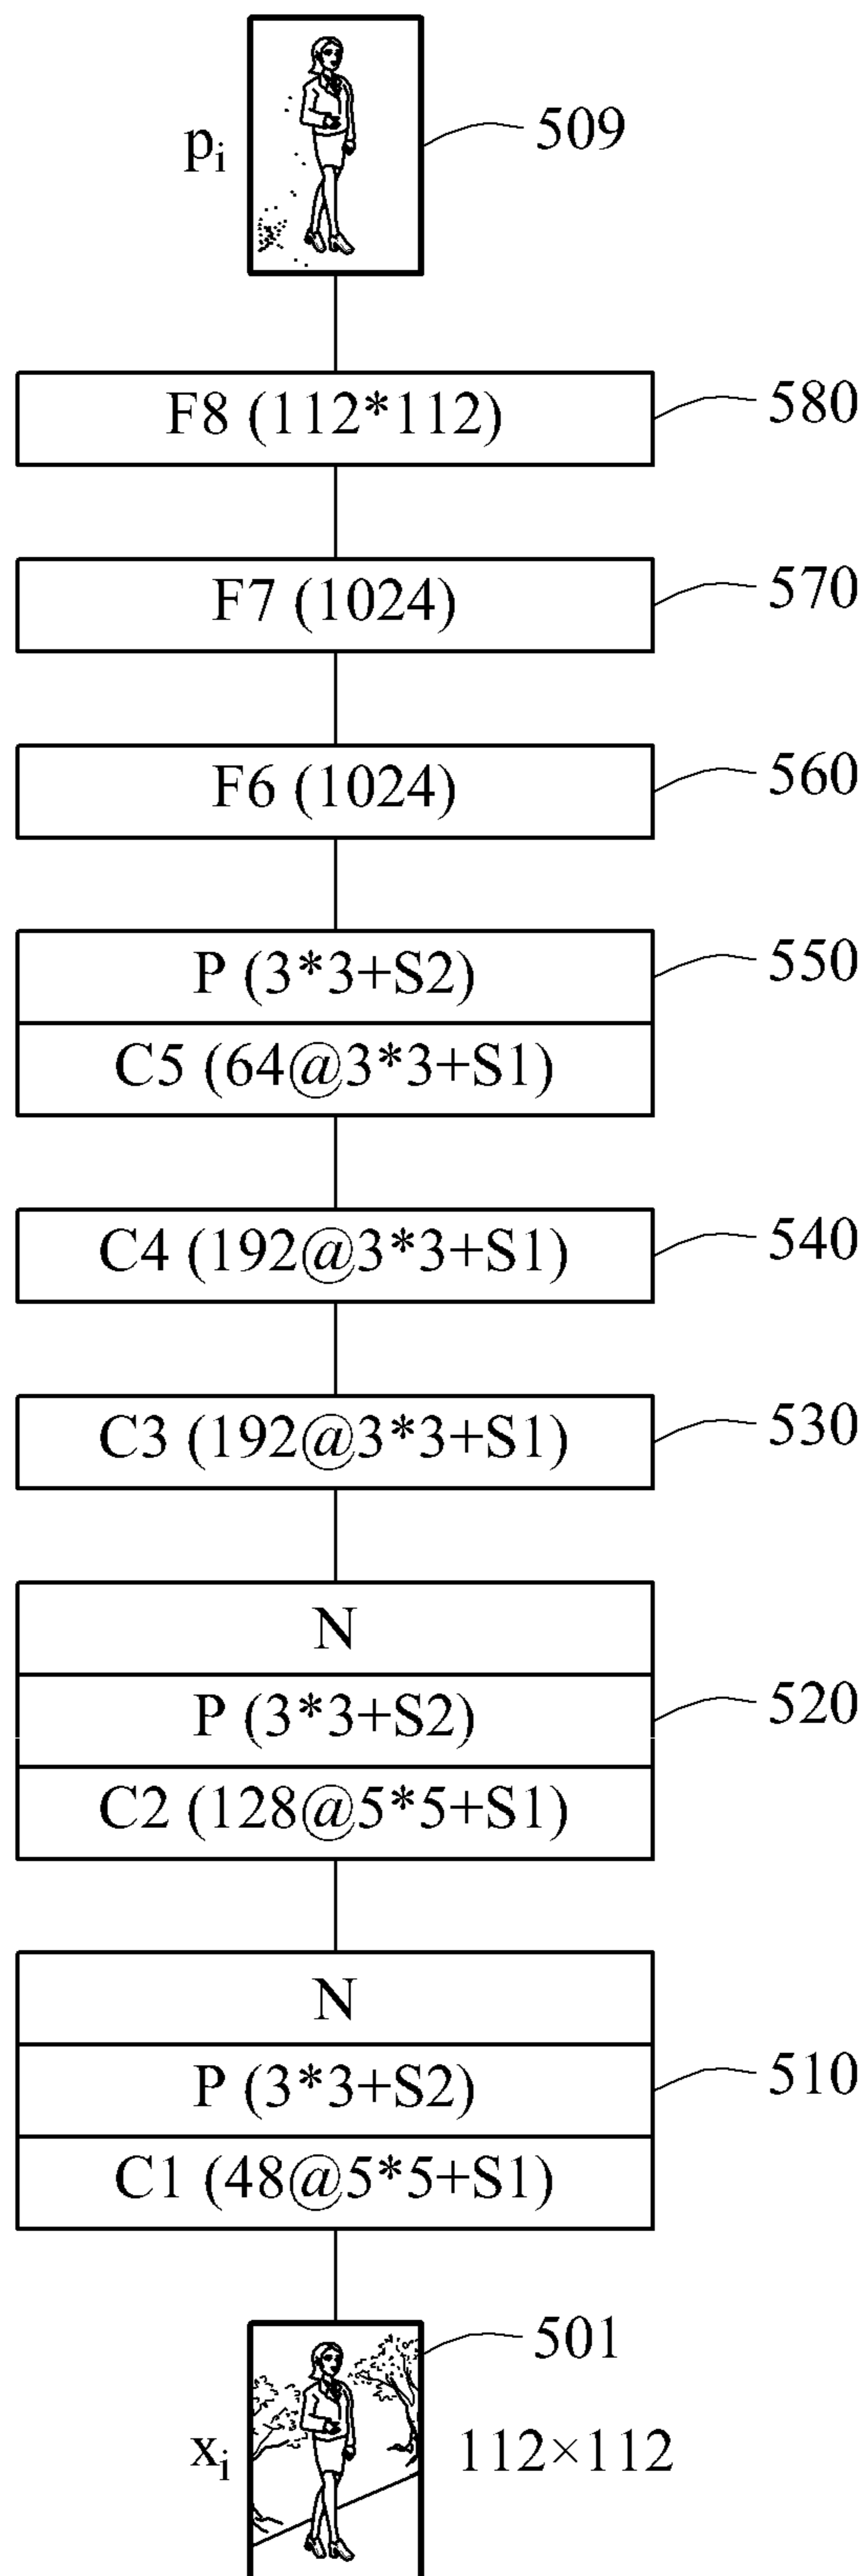 pi 509
F8 (112*112) 580
F7 (1024) 570
F6 (1024) 560
P (3*3+S2) 550
C5 (64@3*3+S1)
C4 (192@3*3+S1) 540
C3 (192@3*3+S1) 530
N
P (3*3+S2) 520
C2 (128@5*5+S1)
N
P (3*3+S2) 510
C1 (48@5*5+S1)
501
xi 112×112